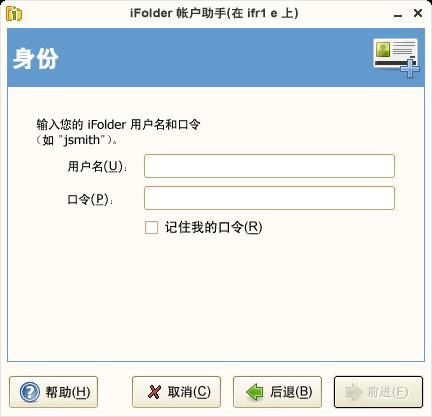 iFolder 帐户助手(在 ifr1 e 上)
身份
输入您的 iFolder 用户名和口令
（如 "jsmith"）。
用户名(U)：
口令(P)：
记住我的口令(R)
帮助(H) 取消(C) 后退(B) 前进(F)